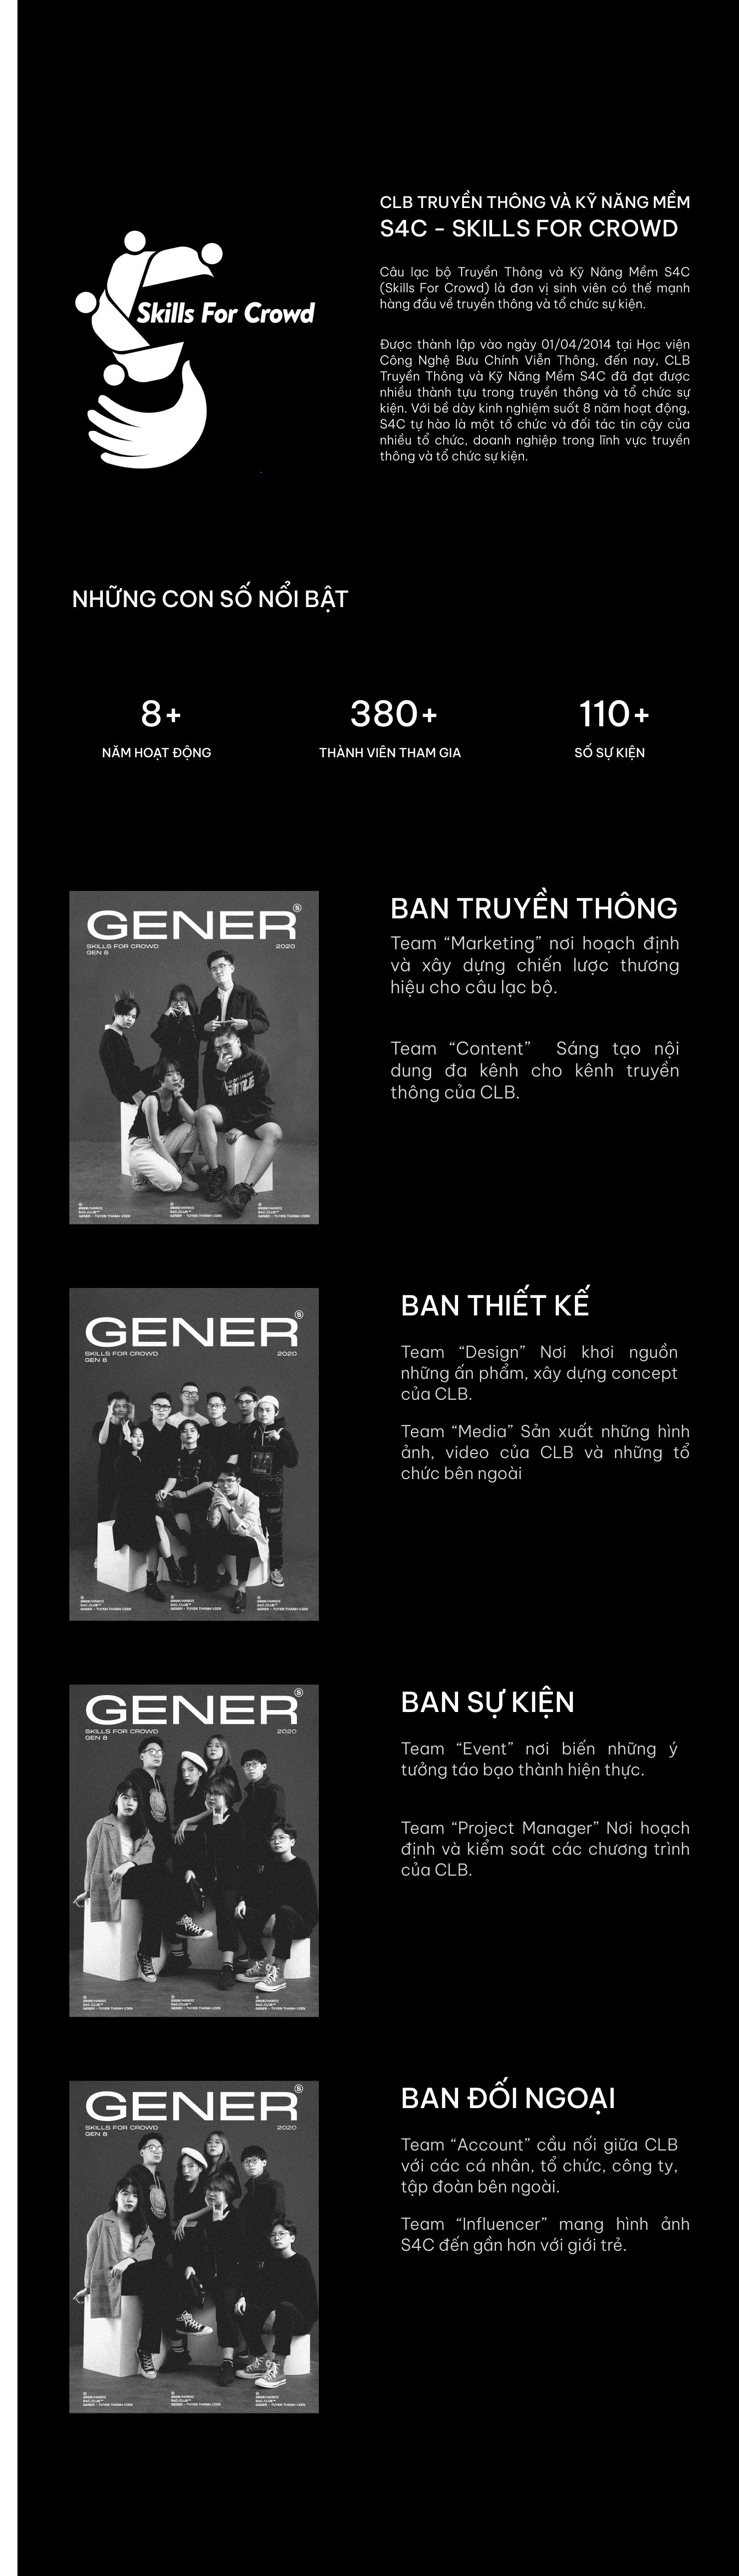 Skills For Crowd
CLB TRUYỀN THÔNG VÀ KỸ NĂNG MỀM
S4C - SKILLS FOR CROWD
Câu lạc bộ Truyền Thông và Kỹ Năng Mềm S4C
(Skills For Crowd) là đơn vị sinh viên có thế mạnh
hàng đầu về truyền thông và tổ chức sự kiện.
Được thành lập vào ngày 01/04/2014 tại Học viện
Công Nghệ Bưu Chính Viễn Thông, đến nay, CLB
Truyền Thông và Kỹ Năng Mềm S4C đã đạt được
nhiều thành tựu trong truyền thông và tổ chức sự
kiện. Với bề dày kinh nghiệm suốt 8 năm hoạt động,
S4C tự hào là một tổ chức và đối tác tin cậy của
nhiều tổ chức, doanh nghiệp trong lĩnh vực truyền
thông và tổ chức sự kiện.
NHỮNG CON SỐ NỔI BẬT
8+
NĂM HOẠT ĐỘNG
380+
THÀNH VIÊN THAM GIA
110+
SỐ SỰ KIỆN
GENER
S
SKILLS FOR CROWD
GEN 8
2020
BAN TRUYỀN THÔNG
Team “Marketing” nơi hoạch định
và xây dựng chiến lược thương
hiệu cho câu lạc bộ.
Team “Content” Sáng tạo nội
dung đa kênh cho kênh truyền
thông của CLB.
GENER
S
SKILLS FOR CROWD
GEN 8
2020
BAN THIẾT KẾ
Team “Design” Nơi khơi nguồn
những ấn phẩm, xây dựng concept
của CLB.
Team “Media” Sản xuất những hình
ảnh, video của CLB và những tổ
chức bên ngoài
GENER
S
SKILLS FOR CROWD
GEN 8
2020
BAN SỰ KIỆN
Team “Event” nơi biến những ý
tưởng táo bạo thành hiện thực.
Team “Project Manager” Nơi hoạch
định và kiểm soát các chương trình
của CLB.
GENER
S
SKILLS FOR CROWD
GEN 8
2020
BAN ĐỐI NGOẠI
Team “Account” cầu nối giữa CLB
với các cá nhân, tổ chức, công ty,
tập đoàn bên ngoài.
Team “Influencer” mang hình ảnh
S4C đến gần hơn với giới trẻ.